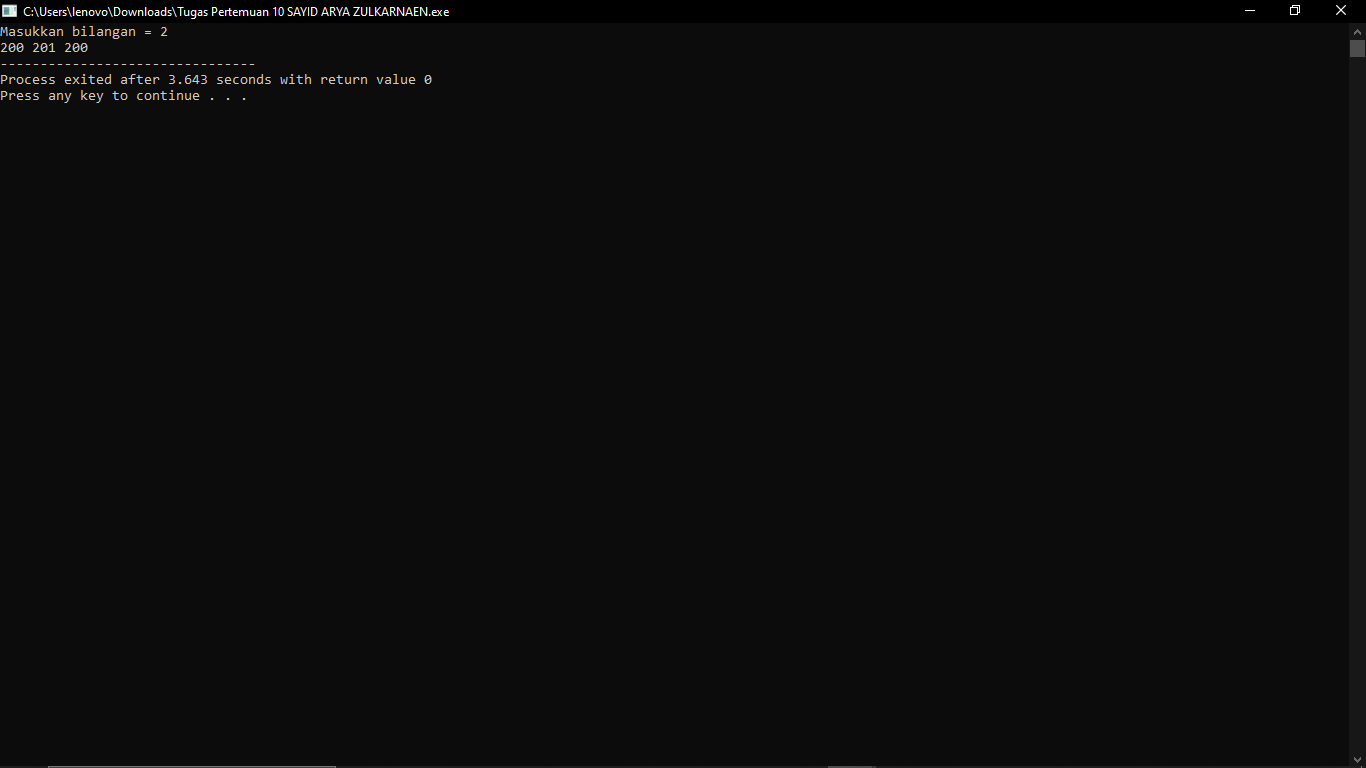 C:\Users\lenovo\Downloads\Tugas Pertemuan 10 SAYID ARYA ZULKARNAEN.exe
Masukkan bilangan = 2
200 201 200
--------------------------------
Process exited after 3.643 seconds with return value 0
Press any key to continue . . .